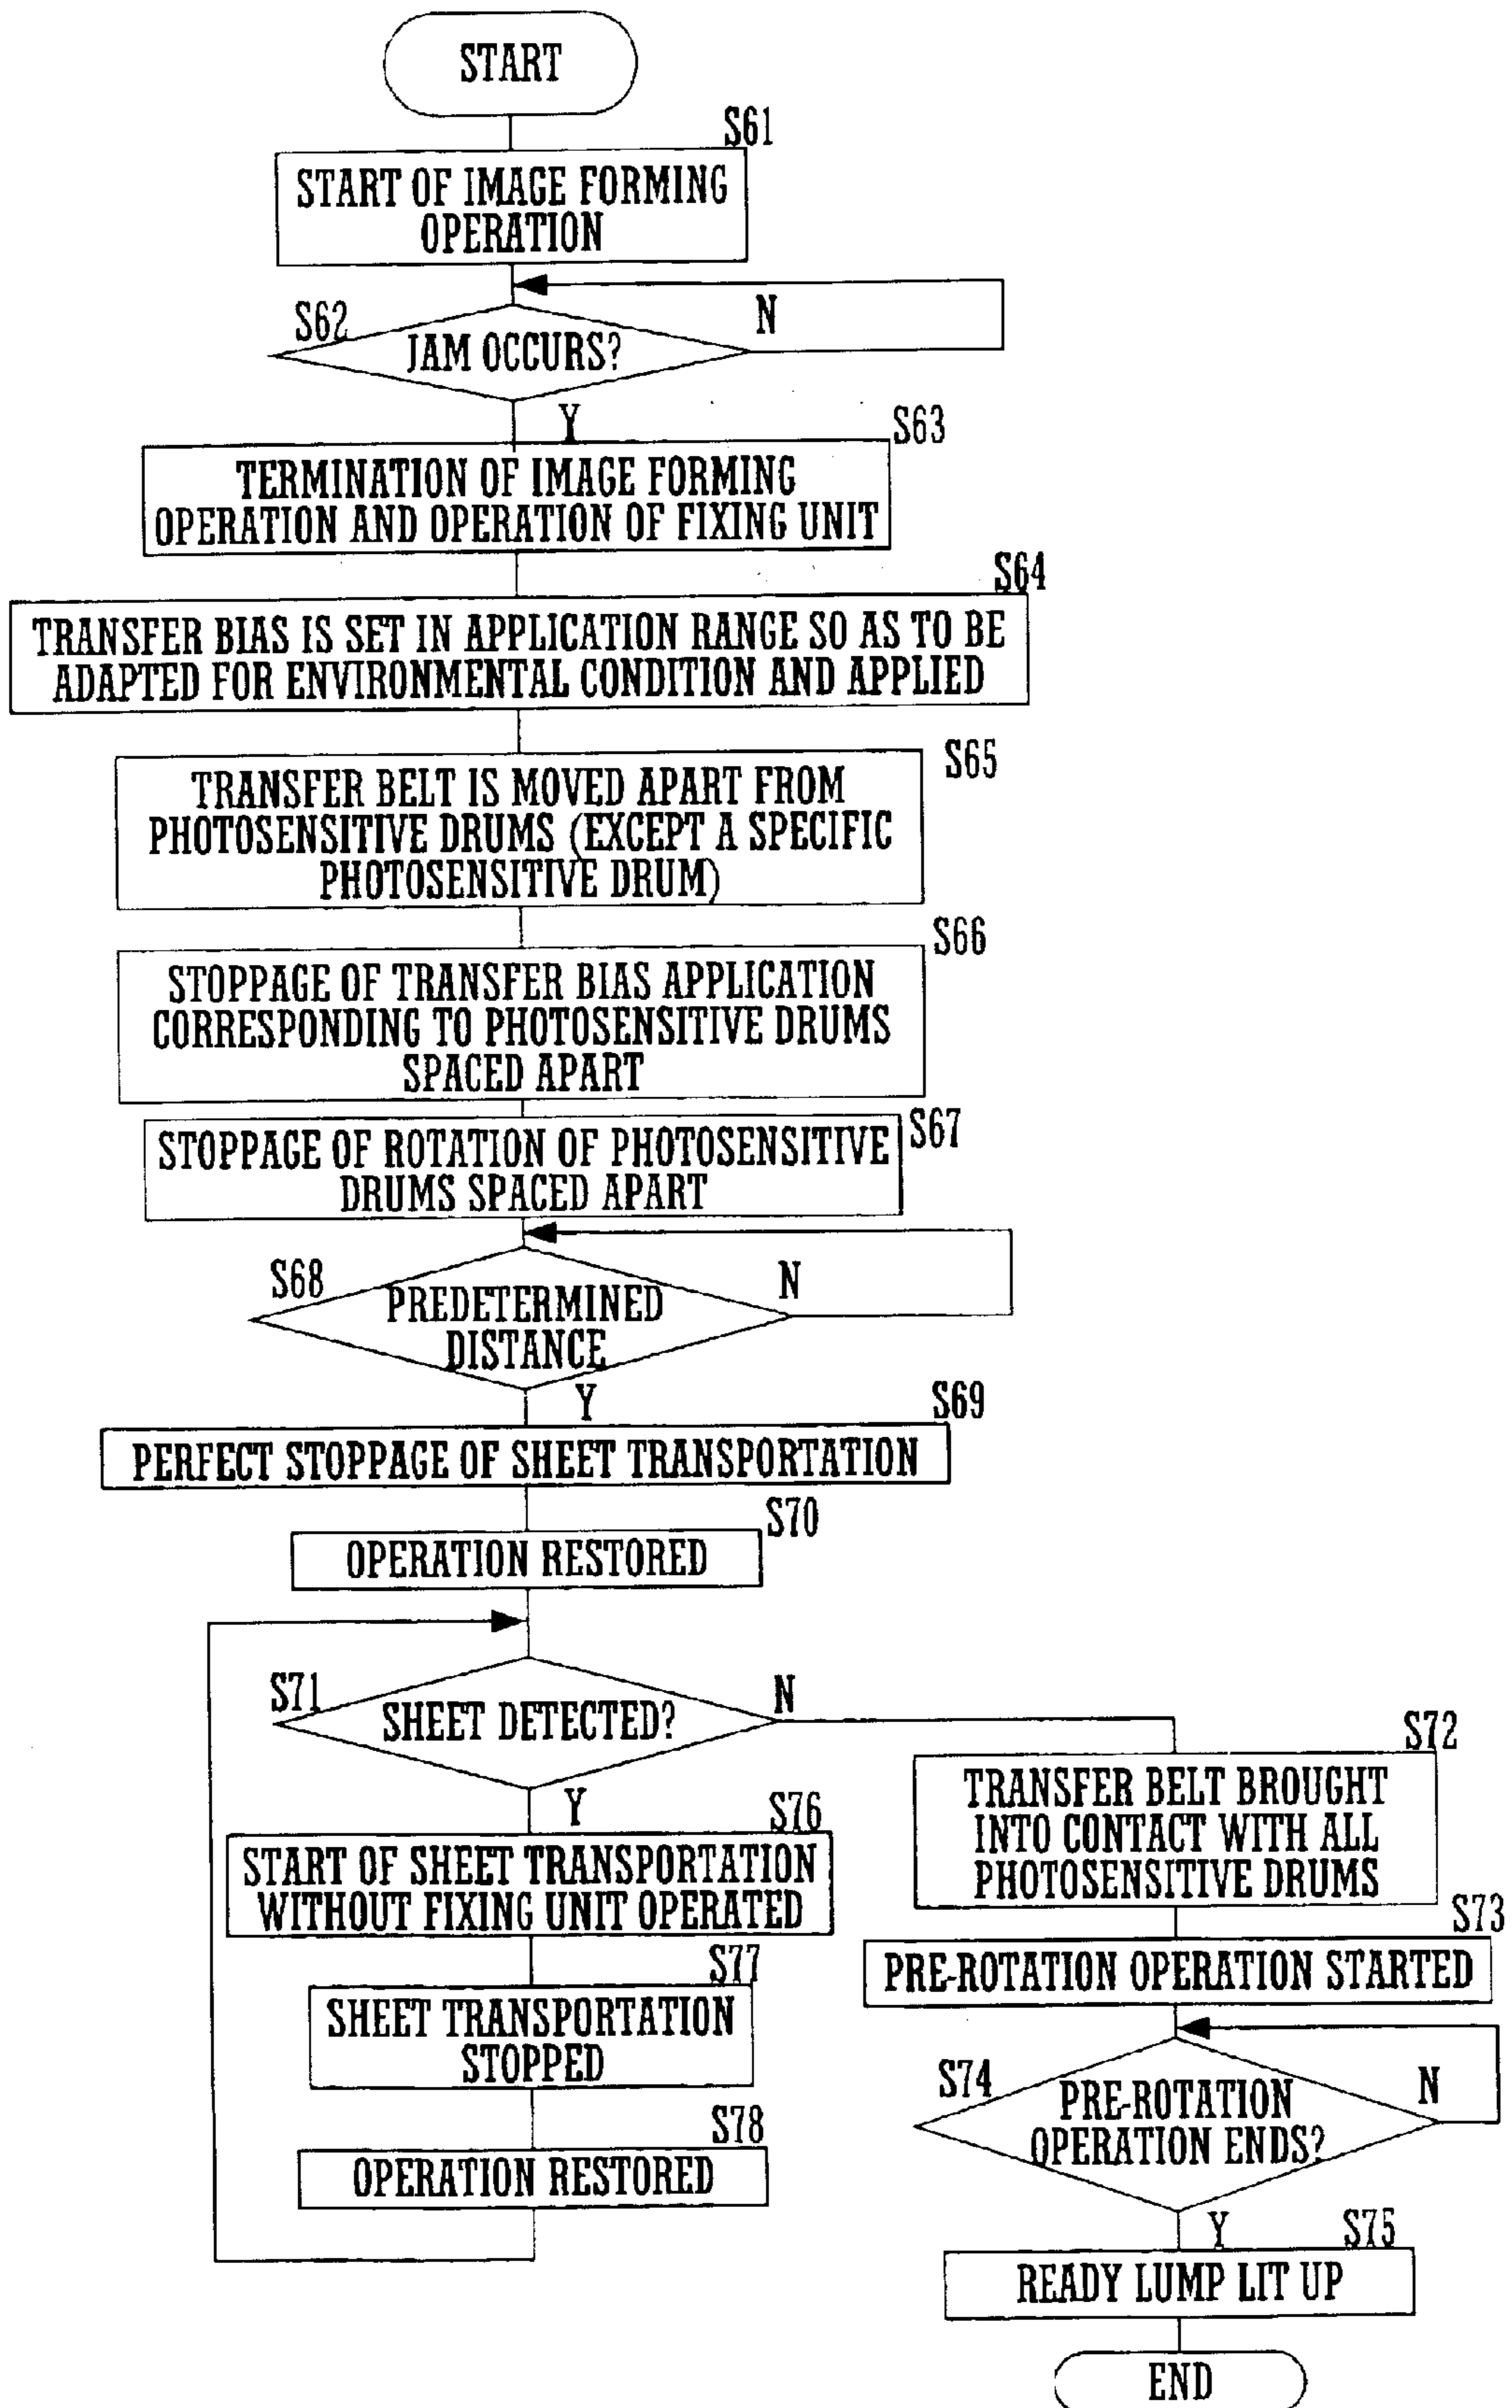 START
S61
START OF IMAGE FORMING
OPERATION
S62
JAM OCCURS?
N
Y
S63
TERMINATION OF IMAGE FORMING
OPERATION AND OPERATION OF FIXING UNIT
S64
TRANSFER BIAS IS SET IN APPLICATION RANGE SO AS TO BE
ADAPTED FOR ENVIRONMENTAL CONDITION AND APPLIED
S65
TRANSFER BELT IS MOVED APART FROM
PHOTOSENSITIVE DRUMS (EXCEPT A SPECIFIC
PHOTOSENSITIVE DRUM)
S66
STOPPAGE OF TRANSFER BIAS APPLICATION
CORRESPONDING TO PHOTOSENSITIVE DRUMS
SPACED APART
S67
STOPPAGE OF ROTATION OF PHOTOSENSITIVE
DRUMS SPACED APART
S68
PREDETERMINED
DISTANCE
N
Y
S69
PERFECT STOPPAGE OF SHEET TRANSPORTATION
S70
OPERATION RESTORED
S71
SHEET DETECTED?
N
Y
S76
START OF SHEET TRANSPORTATION
WITHOUT FIXING UNIT OPERATED
S77
SHEET TRANSPORTATION
STOPPED
S78
OPERATION RESTORED
S72
TRANSFER BELT BROUGHT
INTO CONTACT WITH ALL
PHOTOSENSITIVE DRUMS
S73
PRE-ROTATION OPERATION STARTED
S74
PRE-ROTATION
OPERATION ENDS?
N
Y
S75
READY LUMP LIT UP
END